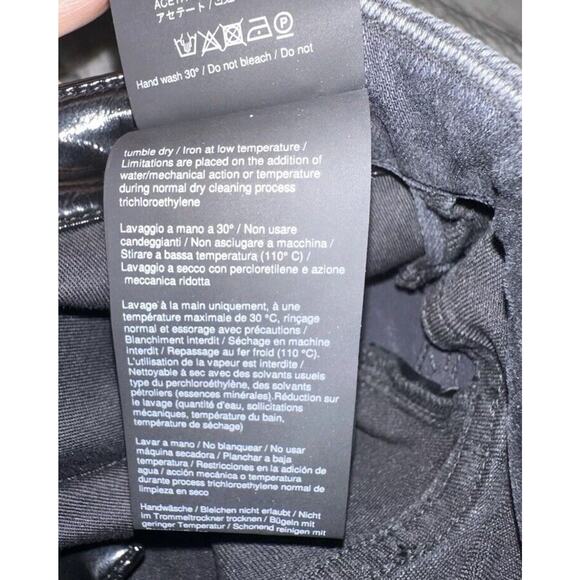 ACETA
アセテート /
Hand wash 30° / Do not bleach / Do not
tumble dry / Iron at low temperature /
Limitations are placed on the addition of
water/mechanical action or temperature
during normal dry cleaning process
trichloroethylene
Lavaggio a mano a 30° / Non usare
candeggianti / Non asciugare a macchina /
Stirare a bassa temperatura (110° C) /
Lavaggio a secco con percloretilene e azione
meccanica ridotta
Lavage à la main uniquement, à une
température maximale de 30 °C, rinçage
normal et essorage avec précautions /
Blanchiment interdit / Séchage en machine
interdit / Repassage au fer froid (110 °C).
L'utilisation de la vapeur est interdite /
Nettoyable à sec avec des solvants usuels
type du perchloroéthylène, des solvants
pétroliers (essences minérales).Réduction sur
le lavage (quantité d'eau, sollicitations
mécaniques, température du bain,
température de séchage)
Lavar a mano / No blanquear / No usar
máquina secadora / Planchar a baja
temperatura / Restricciones en la adición de
agua / acción mecánica o temperatura
durante proceso trichloroethylene normal de
limpieza en seco
Handwäsche / Bleichen nicht erlaubt / Nicht
im Trommeltrockner trocknen / Bügeln mit
geringer Temperatur / Schonend reinigen mit